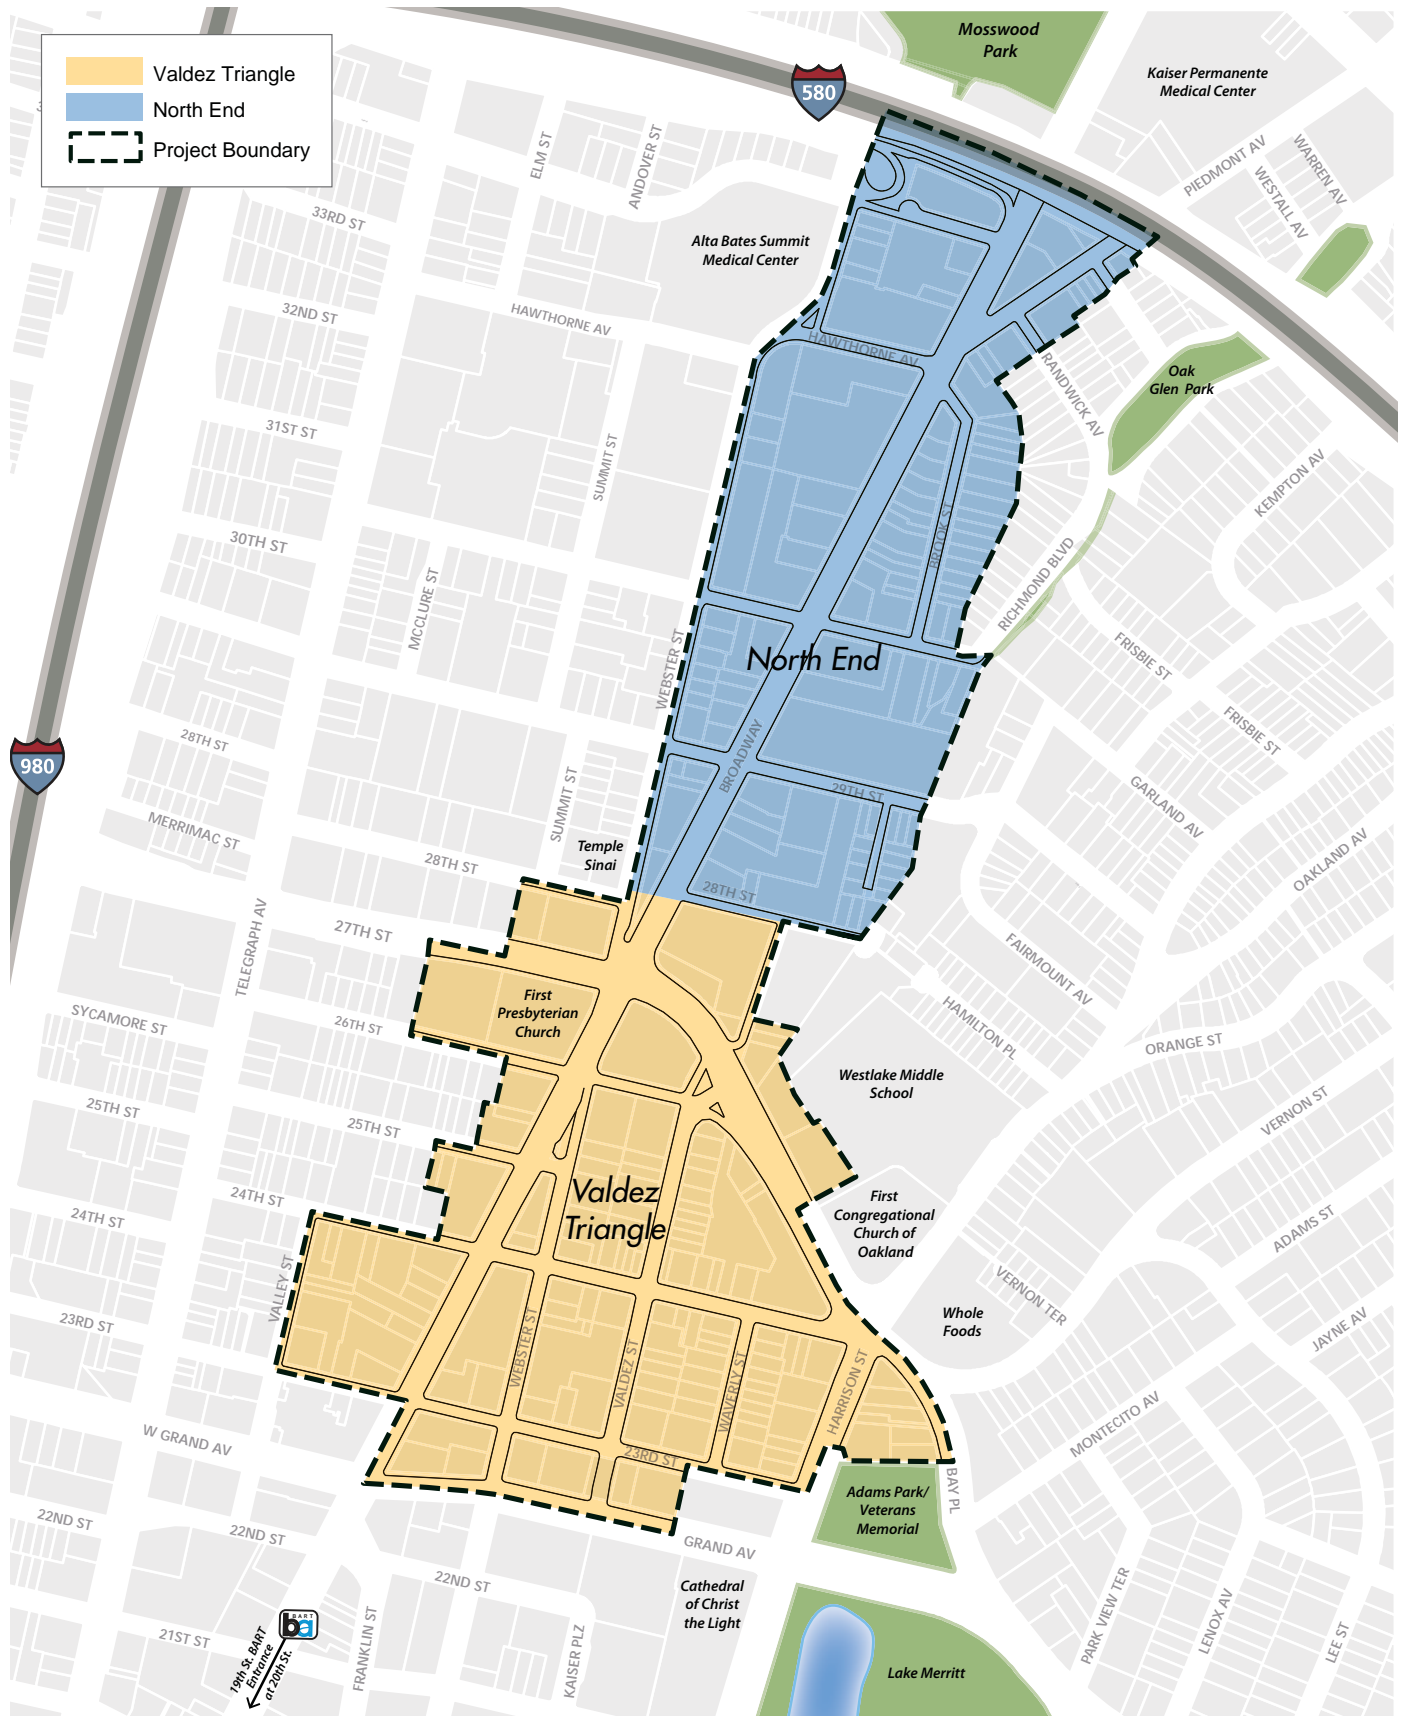 Valdez Triangle
North End
Project Boundary
580
Mosswood
Park
Kaiser Permanente
Medical Center
PIEDMONT AV
WARREN AV
WESTALL AV
ELM ST
ANDOVER ST
33RD ST
Alta Bates Summit
Medical Center
32ND ST
HAWTHORNE AV
HAWTHORNE AV
RANDWICK AV
Oak
Glen Park
31ST ST
SUMMIT ST
KEMPTON AV
30TH ST
BROOK ST
MCCLURE ST
RICHMOND BLVD
WEBSTER ST
North End
FRISBIE ST
FRISBIE ST
28TH ST
980
BROADWAY
29TH ST
GARLAND AV
SUMMIT ST
MERRIMAC ST
Temple
Sinai
28TH ST
28TH ST
OAKLAND AV
TELEGRAPH AV
27TH ST
FAIRMOUNT AV
First
Presbyterian
Church
SYCAMORE ST
26TH ST
HAMILTON PL
ORANGE ST
Westlake Middle
School
25TH ST
25TH ST
VERNON ST
Valdez
Triangle
24TH ST
24TH ST
First
Congregational
Church of
Oakland
ADAMS ST
VALLEY ST
VERNON TER
23RD ST
Whole
Foods
JAYNE AV
WEBSTER ST
VALDEZ ST
WAVERLY ST
HARRISON ST
W GRAND AV
23RD ST
MONTECITO AV
BAY PL
Adams Park/
Veterans
Memorial
22ND ST
22ND ST
GRAND AV
22ND ST
Cathedral
of Christ
the Light
PARK VIEW TER
LENOX AV
LEE ST
BART
ba
21ST ST
19th St. BART
Entrance
at 20th St.
FRANKLIN ST
KAISER PLZ
Lake Merritt